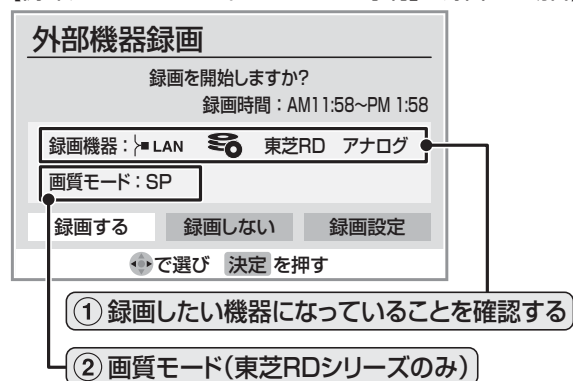 外部機器録画
録画を開始しますか?
録画時間：AM11:58~PM 1:58
録画機器：LAN 東芝RD アナログ
画質モード：SP
録画する 録画しない 録画設定
で選び 決定 を押す
① 録画したい機器になっていることを確認する
② 画質モード(東芝RDシリーズのみ)